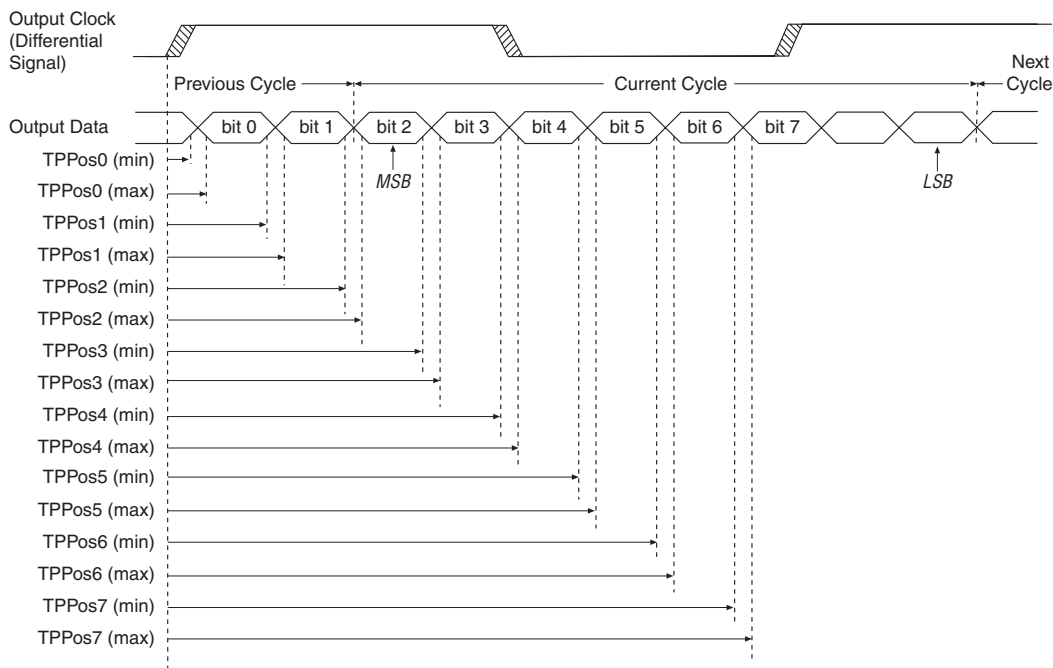 Output Clock
(Differential
Signal)
Previous Cycle
Current Cycle
Next
Cycle
Output Data
bit 0
bit 1
bit 2
bit 3
bit 4
bit 5
bit 6
bit 7
MSB
LSB
TPPos0 (min)
TPPos0 (max)
TPPos1 (min)
TPPos1 (max)
TPPos2 (min)
TPPos2 (max)
TPPos3 (min)
TPPos3 (max)
TPPos4 (min)
TPPos4 (max)
TPPos5 (min)
TPPos5 (max)
TPPos6 (min)
TPPos6 (max)
TPPos7 (min)
TPPos7 (max)